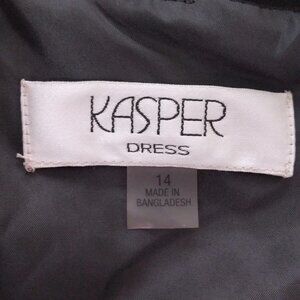 KASPER
DRESS
14
MADE IN
BANGLADESH